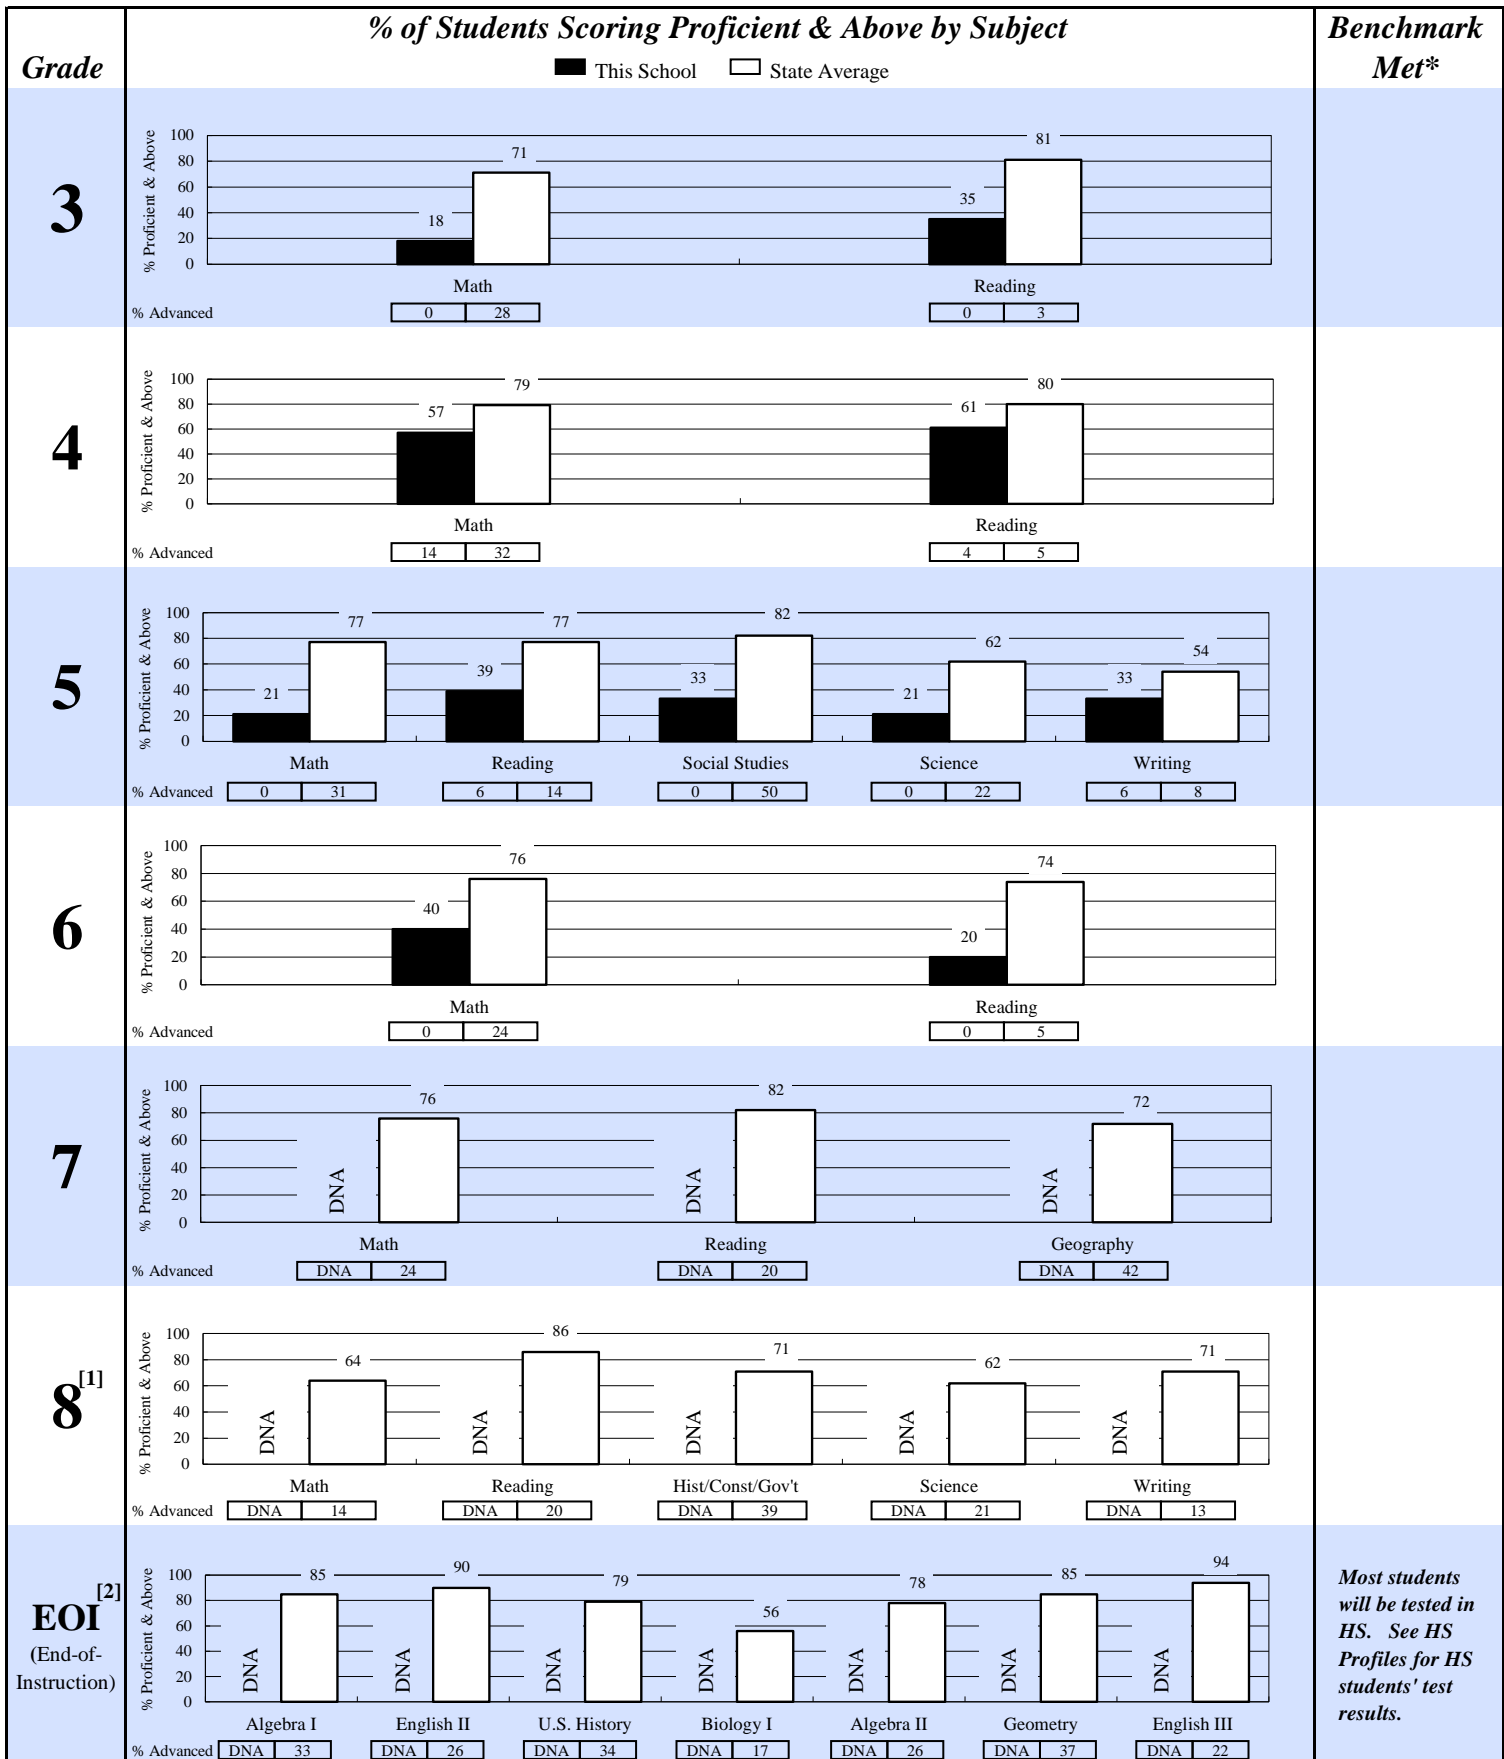 Grade
% of Students Scoring Proficient & Above by Subject
This School State Average
Benchmark
Met*
3
% Proficient & Above
100
80
60
40
20
0
18 71 35 81
Math Reading
% Advanced 0 28 0 3
4
% Proficient & Above
100
80
60
40
20
0
57 79 61 80
Math Reading
% Advanced 14 32 4 5
5
% Proficient & Above
100
80
60
40
20
0
21 77 39 77 33 82 21 62 33 54
Math Reading Social Studies Science Writing
% Advanced 0 31 6 14 0 50 0 22 6 8
6
% Proficient & Above
100
80
60
40
20
0
40 76 20 74
Math Reading
% Advanced 0 24 0 5
7
% Proficient & Above
100
80
60
40
20
0
DNA 76 DNA 82 DNA 72
Math Reading Geography
% Advanced DNA 24 DNA 20 DNA 42
8[1]
% Proficient & Above
100
80
60
40
20
0
DNA 64 DNA 86 DNA 71 DNA 62 DNA 71
Math Reading Hist/Const/Gov't Science Writing
% Advanced DNA 14 DNA 20 DNA 39 DNA 21 DNA 13
EOI[2]
(End-of-
Instruction)
% Proficient & Above
100
80
60
40
20
0
DNA 85 DNA 90 DNA 79 DNA 56 DNA 78 DNA 85 DNA 94
Algebra I English II U.S. History Biology I Algebra II Geometry English III
% Advanced DNA 33 DNA 26 DNA 34 DNA 17 DNA 26 DNA 37 DNA 22
Most students
will be tested in
HS. See HS
Profiles for HS
students' test
results.